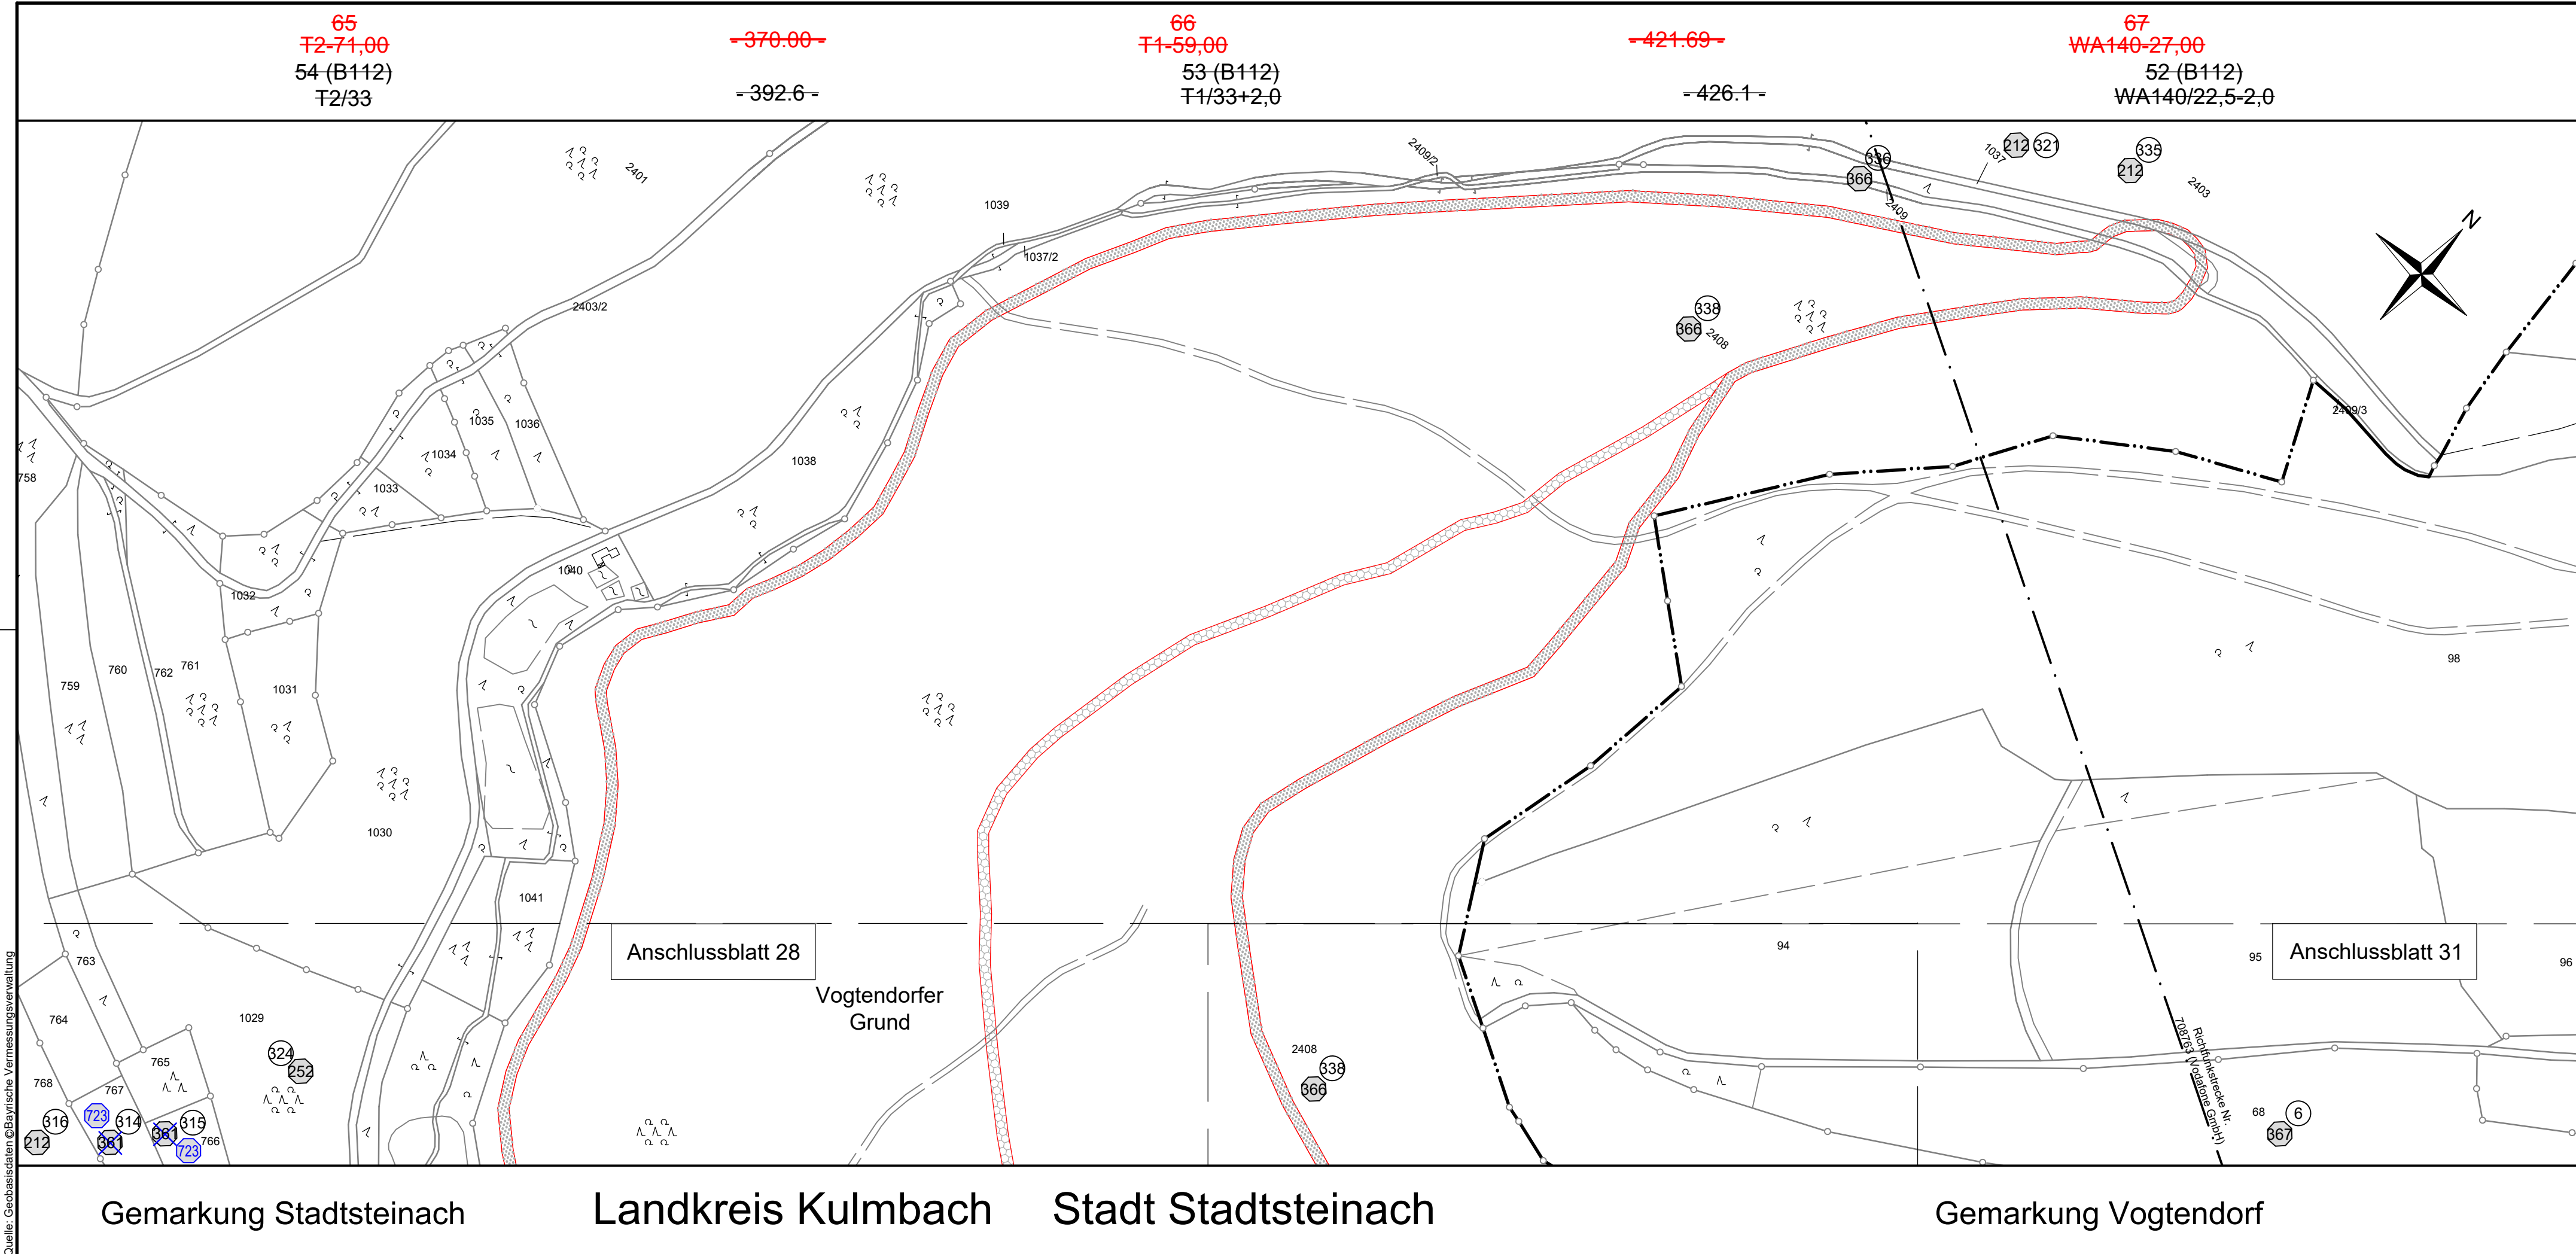 65
T2-71,00
54 (B112)
T2/33
- 370.00 -
- 392.6 -
66
T1-59,00
53 (B112)
T1/33+2,0
- 421.69 -
- 426.1 -
67
WA140-27,00
52 (B112)
WA140/22,5-2,0
2401
1039
1037/2
2409/2
336
366
2409
1037
212
321
335
212
2403
N
2403/2
338
366
2408
2409/3
1035
1036
1034
1033
1038
758
1040
1032
759
760
762
761
1031
98
1030
1041
763
Anschlussblatt 28
94
95
Anschlussblatt 31
96
Vogtendorfer
Grund
764
1029
324
252
765
768
767
2408
338
366
316
212
723
314
361
361
315
723
766
Richtfunkstrecke Nr.
708763 (Vodafone GmbH)
68
6
367
Quelle: Geobasisdaten ©Bayrische Vermessungsverwaltung
Gemarkung Stadtsteinach
Landkreis Kulmbach
Stadt Stadtsteinach
Gemarkung Vogtendorf